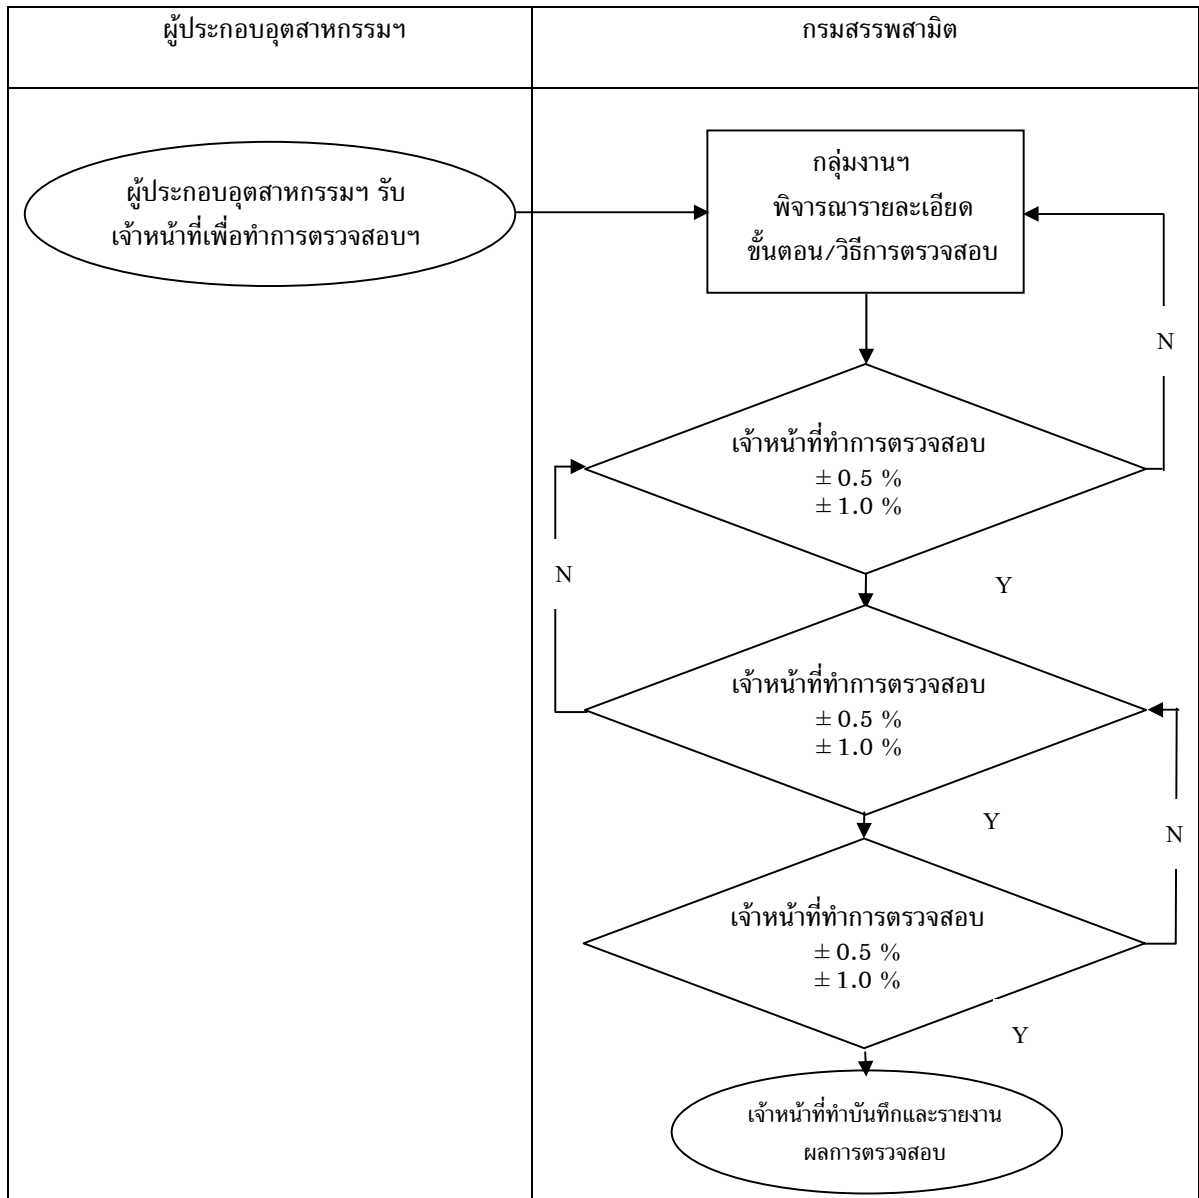 ผู้ประกอบอุตสาหกรรมฯ
กรมสรรพสามิต
ผู้ประกอบอุตสาหกรรมฯ รับ
เจ้าหน้าที่เพื่อทำการตรวจสอบฯ
กลุ่มงานฯ
พิจารณารายละเอียด
ขั้นตอน/วิธีการตรวจสอบ
N
เจ้าหน้าที่ทำการตรวจสอบ
± 0.5 %
± 1.0 %
N
Y
เจ้าหน้าที่ทำการตรวจสอบ
± 0.5 %
± 1.0 %
Y
N
เจ้าหน้าที่ทำการตรวจสอบ
± 0.5 %
± 1.0 %
Y
เจ้าหน้าที่ทำบันทึกและรายงาน
ผลการตรวจสอบ